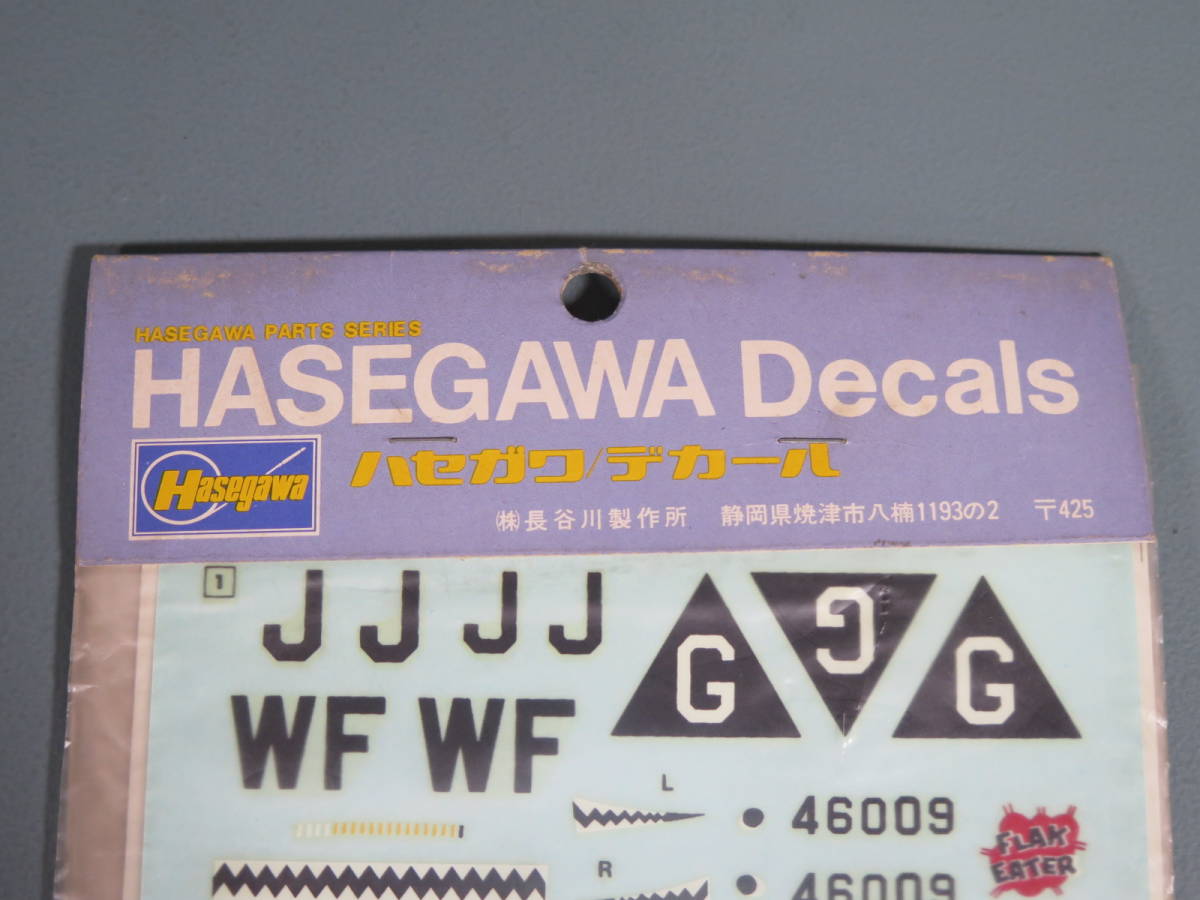 HASEGAWA PARTS SERIES
HASEGAWA Decals
Hasegawa
ハセガワ/デカール
㈱長谷川製作所 静岡県焼津市八楠1193の2 〒425
1
J J J J
G G G
WF WF
L
46009
FLAK
EATER
R
46009